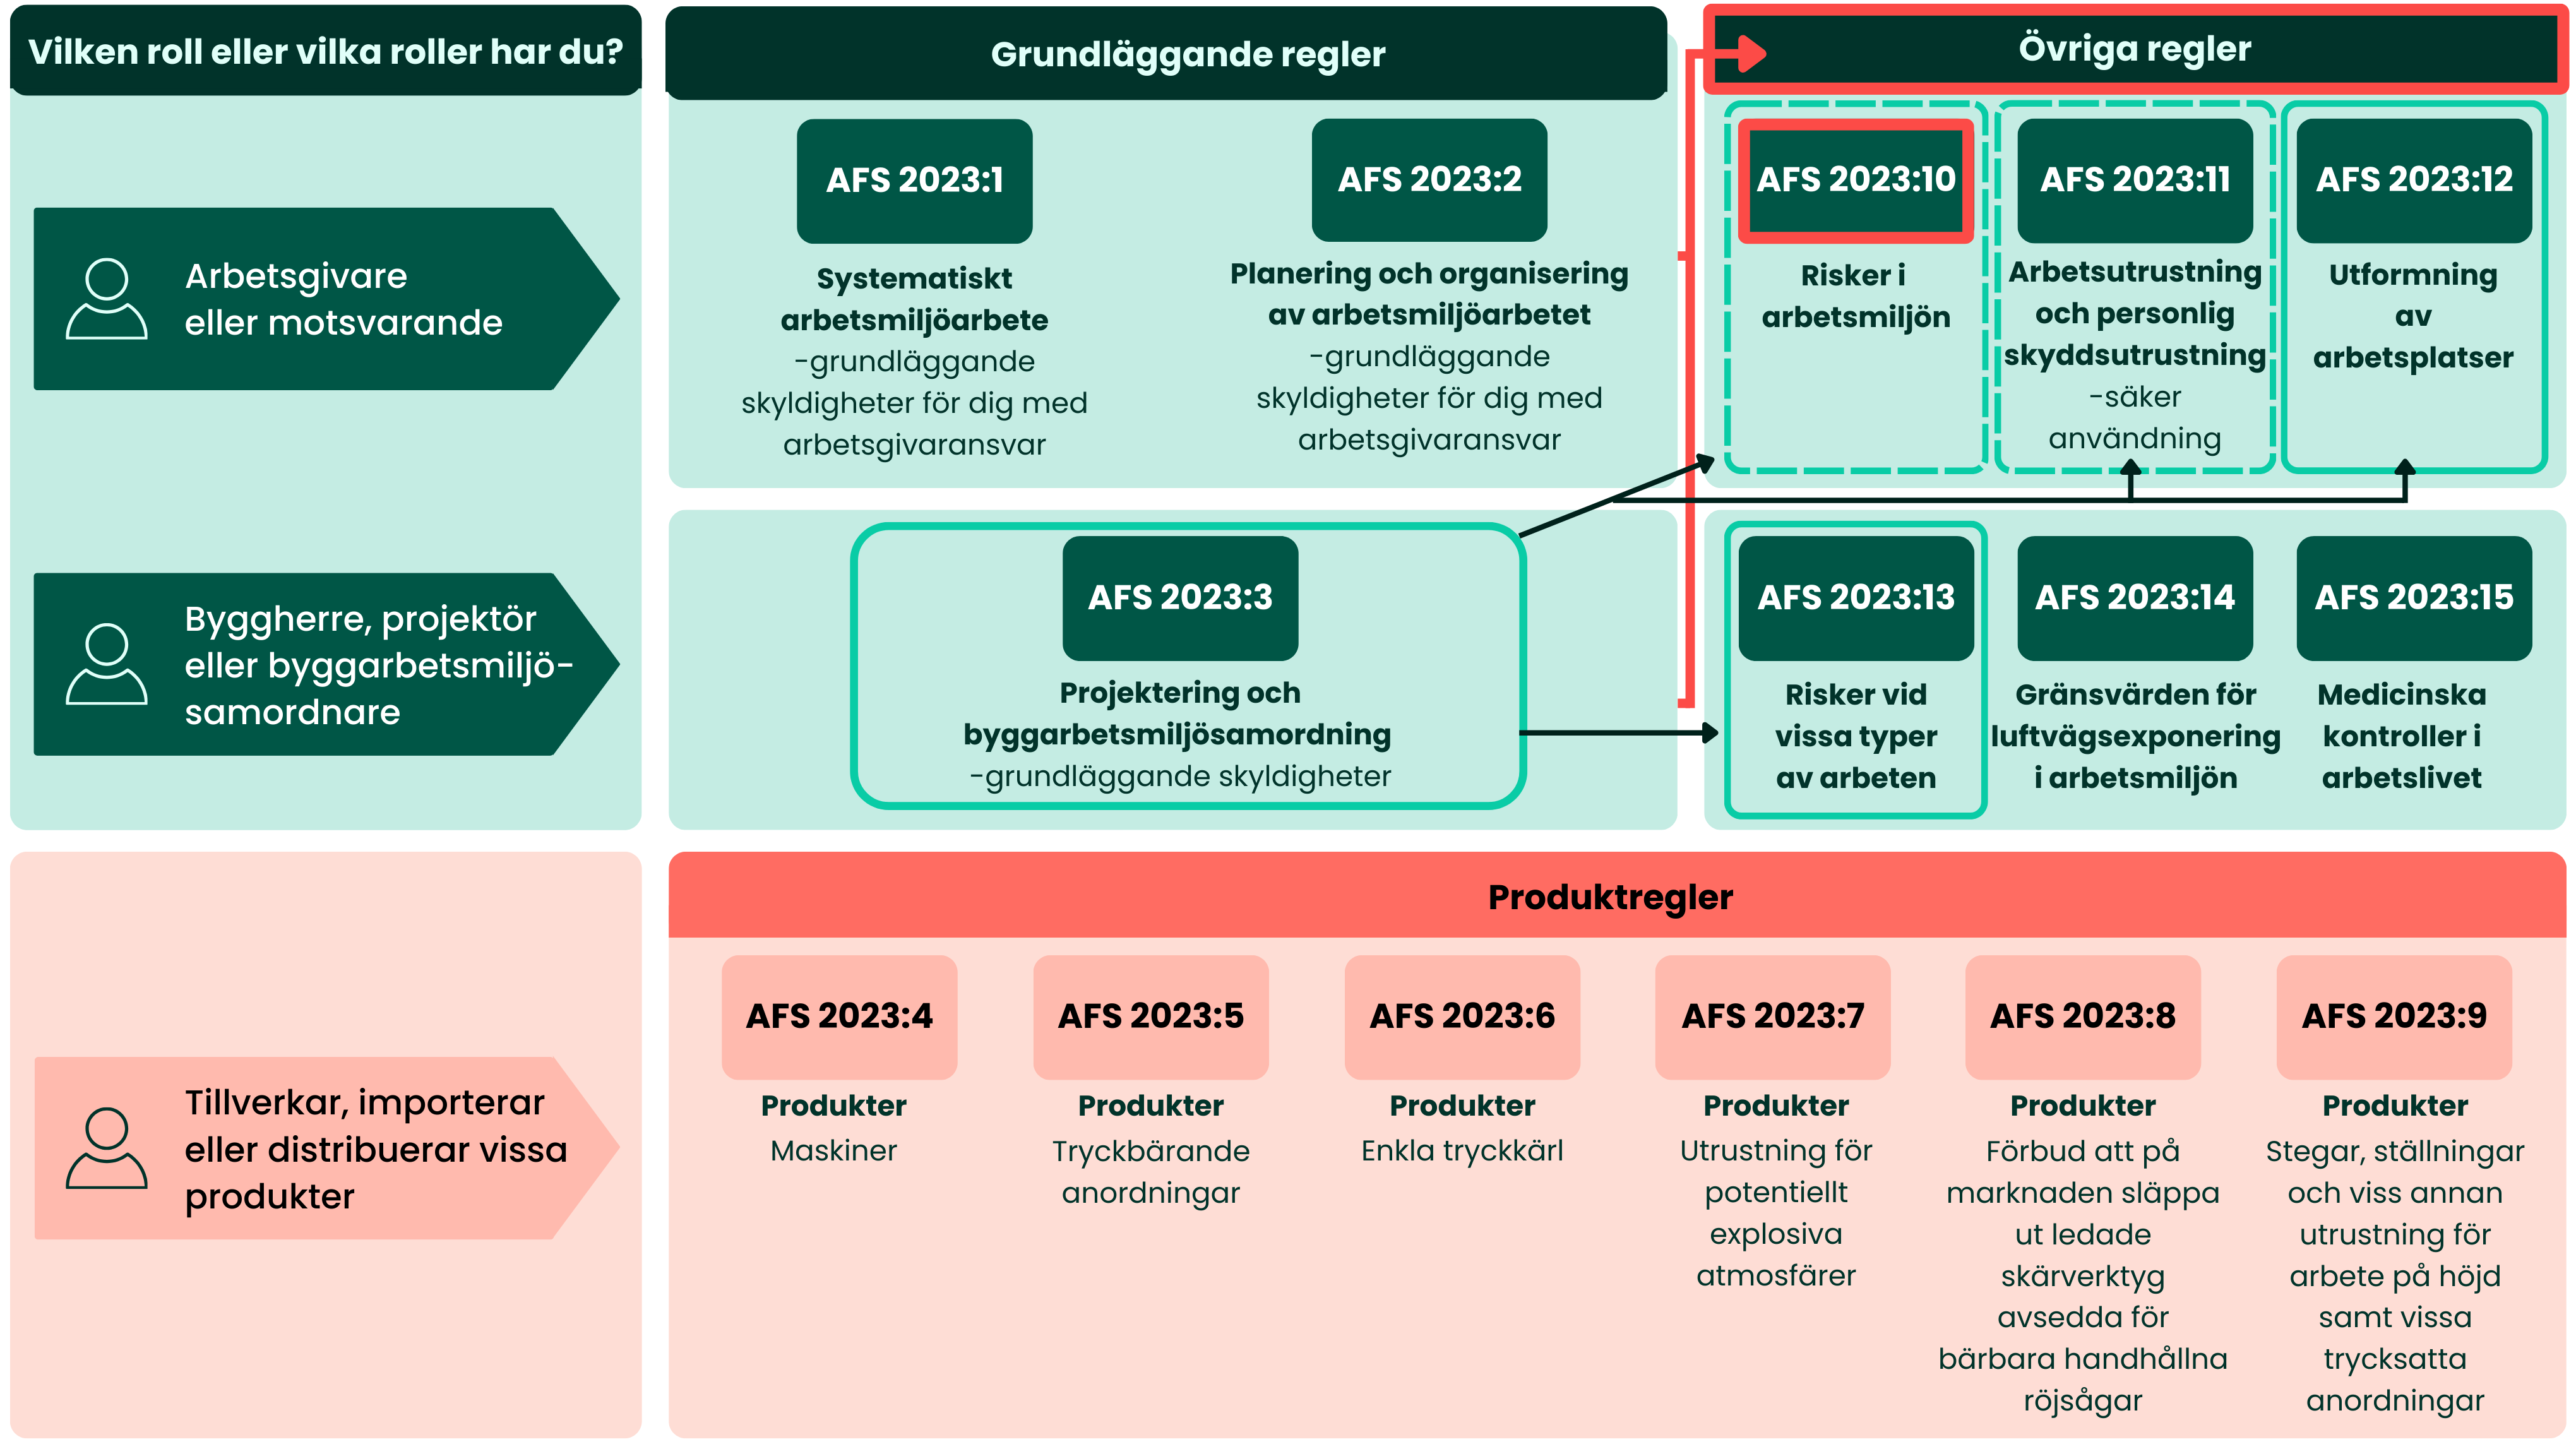 Vilken roll eller vilka roller har du?
Arbetsgivare
eller motsvarande
Byggherre, projektör
eller byggarbetsmiljö-
samordnare
Grundläggande regler
AFS 2023:1
Systematiskt
arbetsmiljöarbete
-grundläggande
skyldigheter för dig med
arbetsgivaransvar
AFS 2023:2
Planering och organisering
av arbetsmiljöarbetet
-grundläggande
skyldigheter för dig med
arbetsgivaransvar
AFS 2023:3
Projektering och
byggarbetsmiljösamordning
-grundläggande skyldigheter
Övriga regler
AFS 2023:10
Risker i
arbetsmiljön
AFS 2023:11
Arbetsutrustning
och personlig
skyddsutrustning
-säker
användning
AFS 2023:12
Utformning
av
arbetsplatser
AFS 2023:13
Risker vid
vissa typer
av arbeten
AFS 2023:14
Gränsvärden för
luftvägsexponering
i arbetsmiljön
AFS 2023:15
Medicinska
kontroller i
arbetslivet
Tillverkar, importerar
eller distribuerar vissa
produkter
Produktregler
AFS 2023:4
Produkter
Maskiner
AFS 2023:5
Produkter
Tryckbärande
anordningar
AFS 2023:6
Produkter
Enkla tryckkärl
AFS 2023:7
Produkter
Utrustning för
potentiellt
explosiva
atmosfärer
AFS 2023:8
Produkter
Förbud att på
marknaden släppa
ut ledade
skärverktyg
avsedda för
bärbara handhållna
röjsågar
AFS 2023:9
Produkter
Stegar, ställningar
och viss annan
utrustning för
arbete på höjd
samt vissa
trycksatta
anordningar